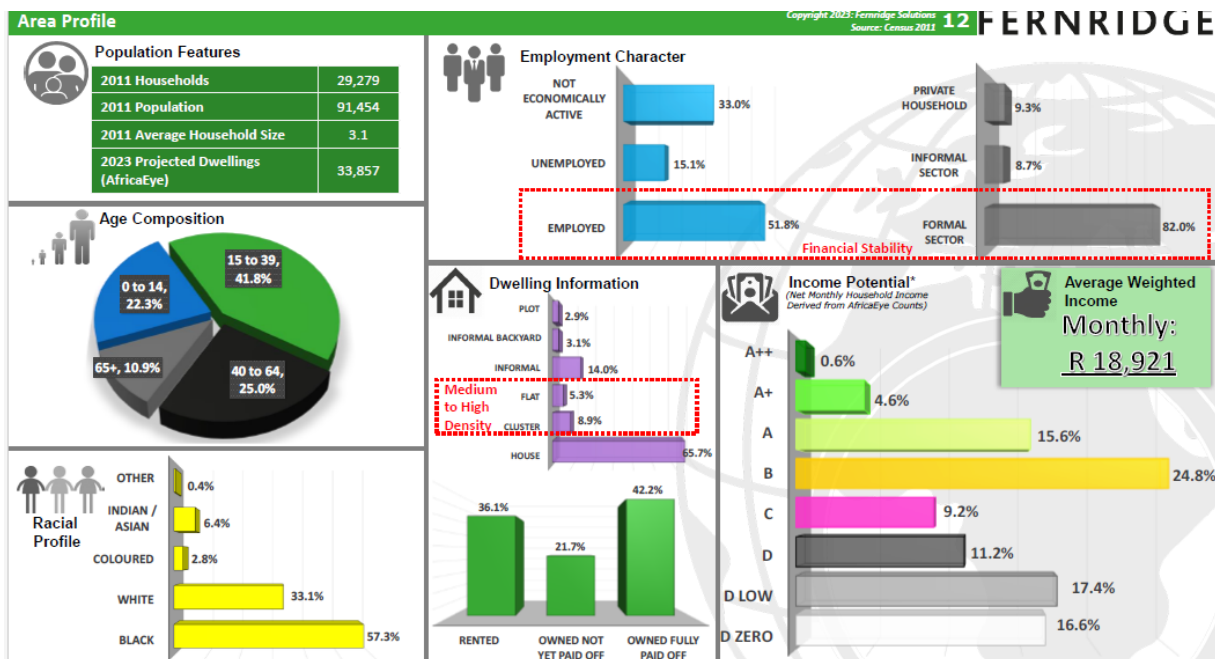 Area Profile
Copyright 2023: Fernridge Solutions
Source: Census 2011
12
FERNRIDGE
Population Features
2011 Households 29,279
2011 Population 91,454
2011 Average Household Size 3.1
2023 Projected Dwellings
(AfricaEye) 33,857
Age Composition
15 to 39,
41.8%
0 to 14,
22.3%
65+, 10.9%
40 to 64,
25.0%
Racial
Profile
OTHER 0.4%
INDIAN /
ASIAN 6.4%
COLOURED 2.8%
WHITE 33.1%
BLACK 57.3%
Employment Character
NOT
ECONOMICALLY
ACTIVE 33.0%
UNEMPLOYED 15.1%
EMPLOYED 51.8%
PRIVATE
HOUSEHOLD 9.3%
INFORMAL
SECTOR 8.7%
FORMAL
SECTOR 82.0%
Financial Stability
Dwelling Information
PLOT 2.9%
INFORMAL BACKYARD 3.1%
INFORMAL 14.0%
FLAT 5.3%
CLUSTER 8.9%
HOUSE 65.7%
Medium
to High
Density
36.1%
21.7%
42.2%
RENTED
OWNED NOT
YET PAID OFF
OWNED FULLY
PAID OFF
Income Potential*
(Net Monthly Household Income
Derived from AfricaEye Counts)
A++ 0.6%
A+ 4.6%
A 15.6%
B 24.8%
C 9.2%
D 11.2%
D LOW 17.4%
D ZERO 16.6%
Average Weighted
Income
Monthly:
R 18,921